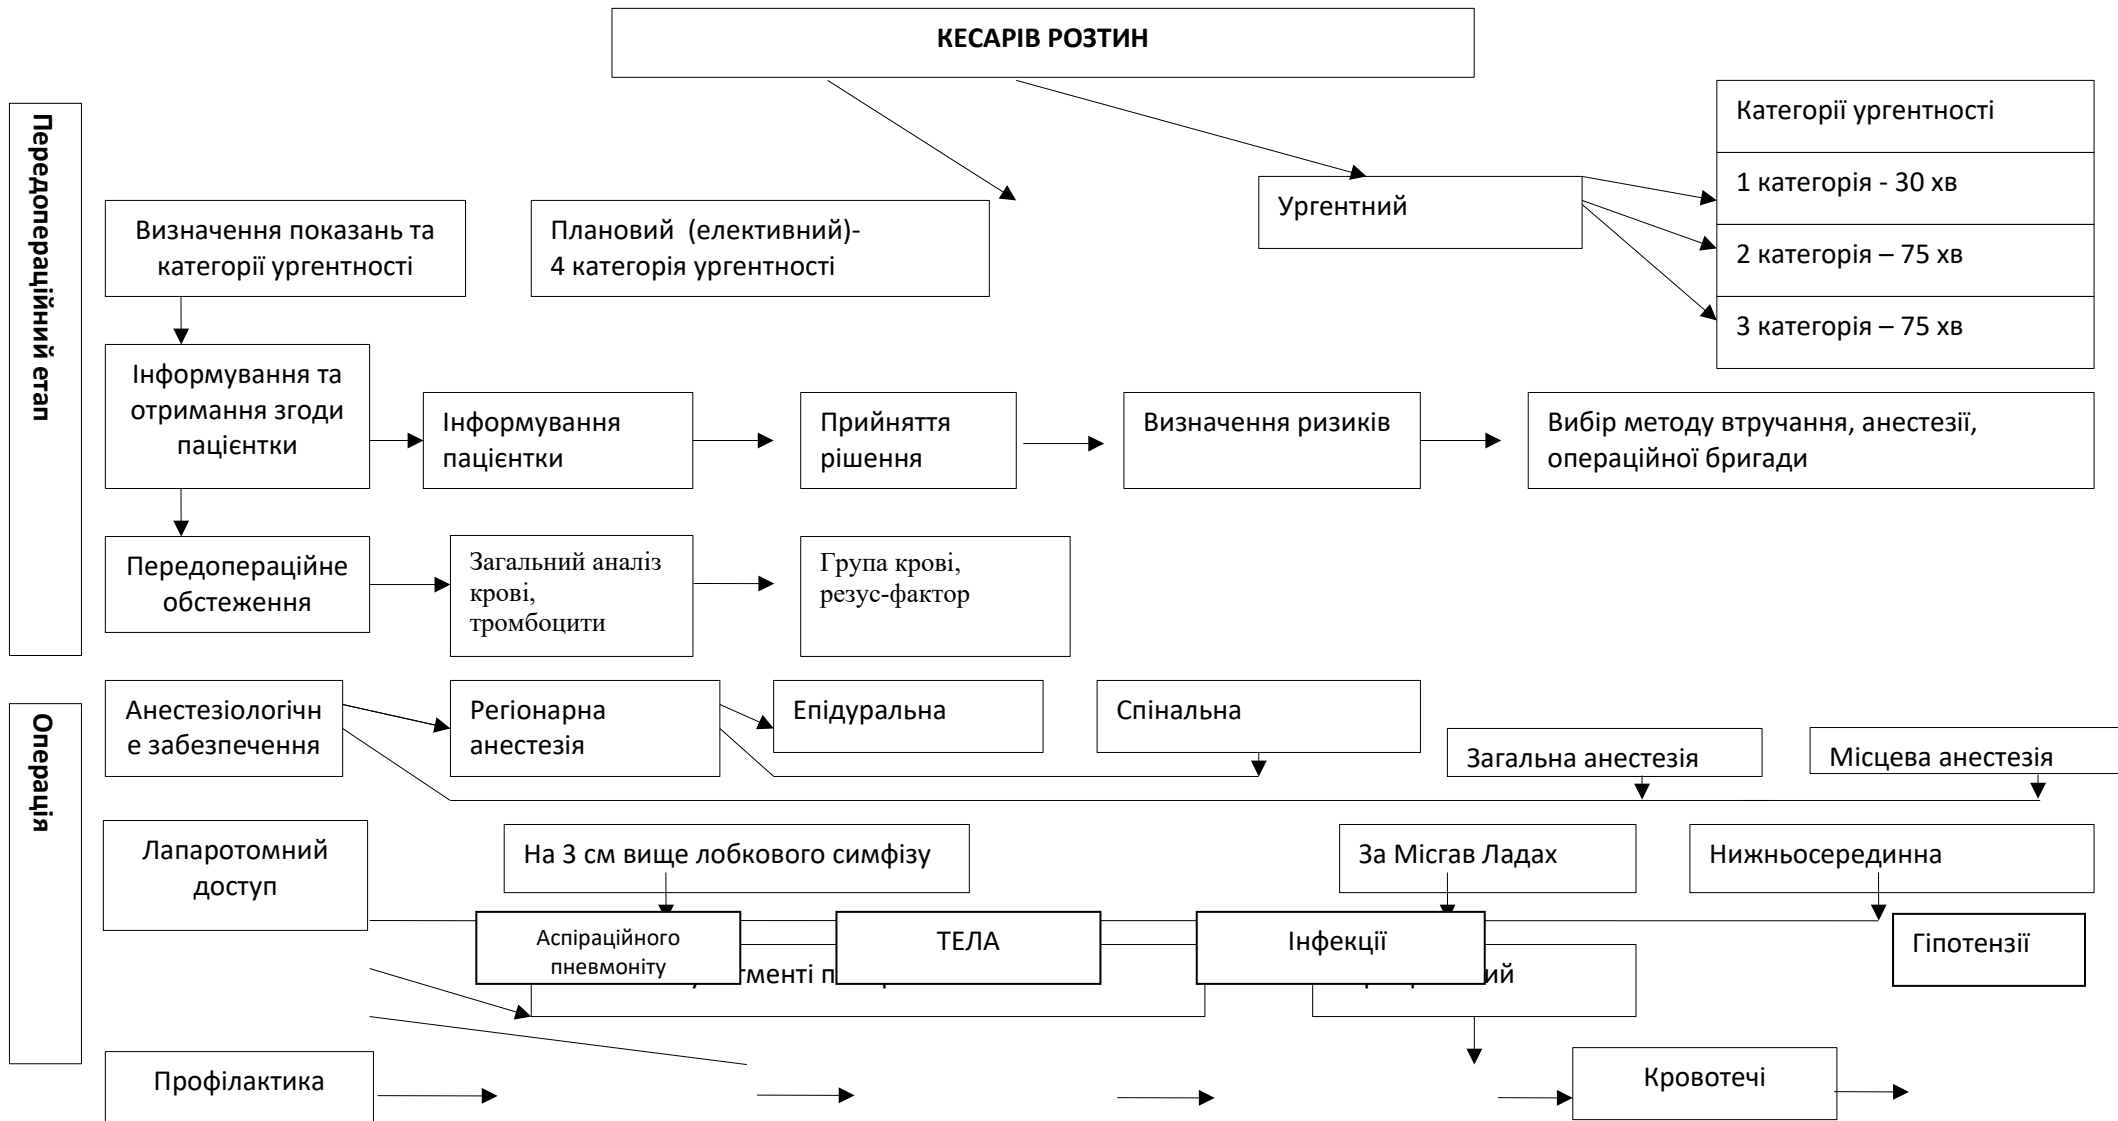 КЕСАРІВ РОЗТИН
Передопераційний етап
Категорії ургентності
1 категорія - 30 хв
2 категорія – 75 хв
3 категорія – 75 хв
Ургентний
Визначення показань та
категорії ургентності
Плановий (елективний)-
4 категорія ургентності
Інформування та
отримання згоди
пацієнтки
Інформування
пацієнтки
Прийняття
рішення
Визначення ризиків
Вибір методу втручання, анестезії,
операційної бригади
Передопераційне
обстеження
Загальний аналіз
крові,
тромбоцити
Група крові,
резус-фактор
Операція
Анестезіологічн
е забезпечення
Регіонарна
анестезія
Епідуральна
Спінальна
Загальна анестезія
Місцева анестезія
Лапаротомний
доступ
На 3 см вище лобкового симфізу
За Місгав Ладах
Нижньосерединна
Аспіраційного
пневмоніту
ТЕЛА
Інфекції
Гіпотензії
Профілактика
Кровотечі